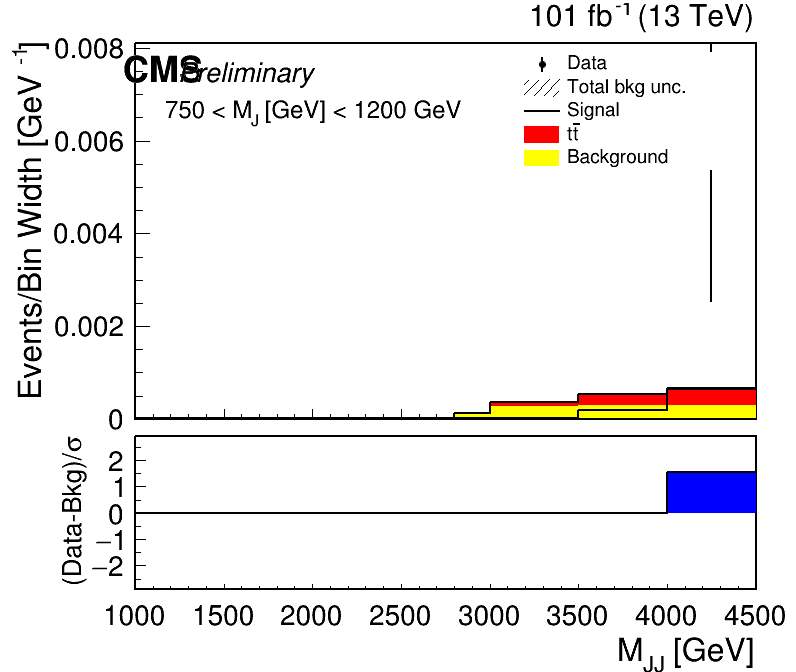 101 fb⁻¹ (13 TeV)
CMS Preliminary
750 < M_J [GeV] < 1200 GeV
Data
Total bkg unc.
Signal
tt̄
Background
Events/Bin Width [GeV⁻¹]
0.008
0.006
0.004
0.002
0
(Data-Bkg)/σ
2
1
0
−1
−2
1000 1500 2000 2500 3000 3500 4000 4500
M_JJ [GeV]